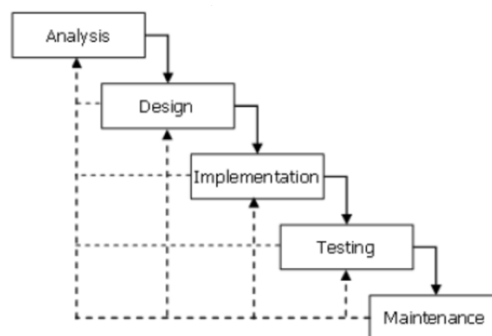 Analysis
Design
Implementation
Testing
Maintenance